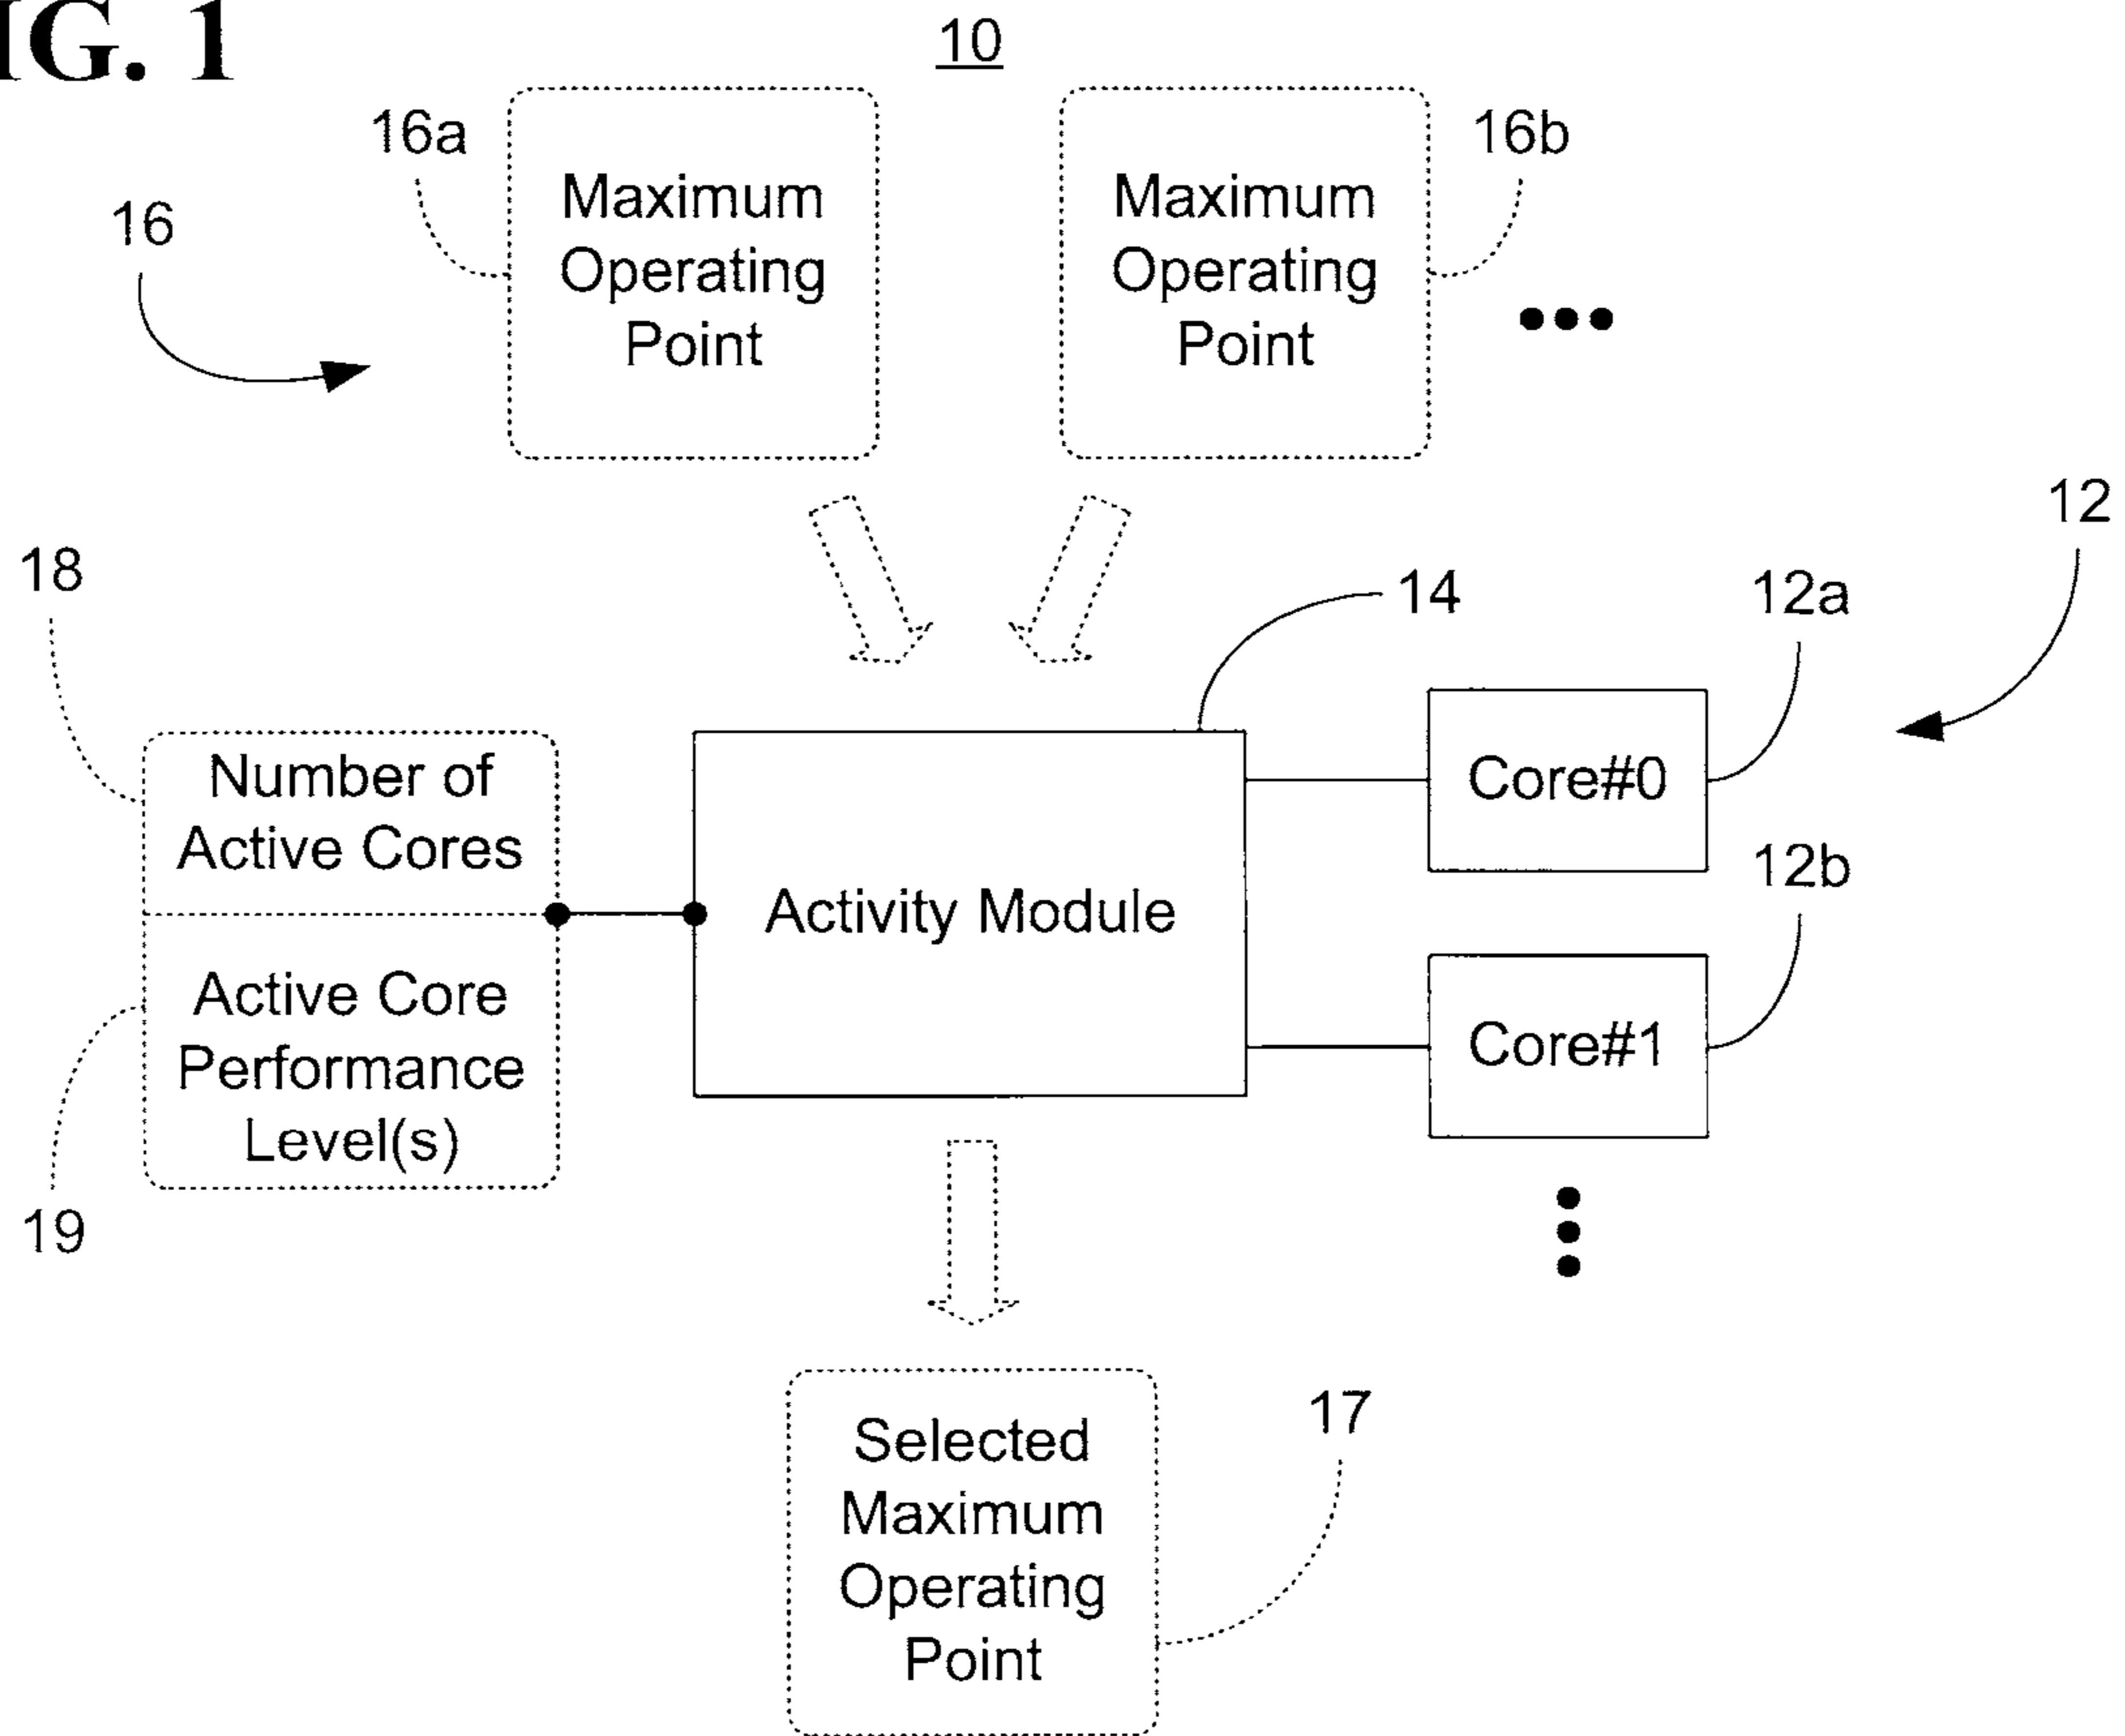 IG. 1
10
16a
16b
16
Maximum
Operating
Point
Maximum
Operating
Point
12
18
14
12a
Number of
Active Cores
Core#0
12b
Activity Module
Active Core
Performance
Level(s)
Core#1
19
17
Selected
Maximum
Operating
Point